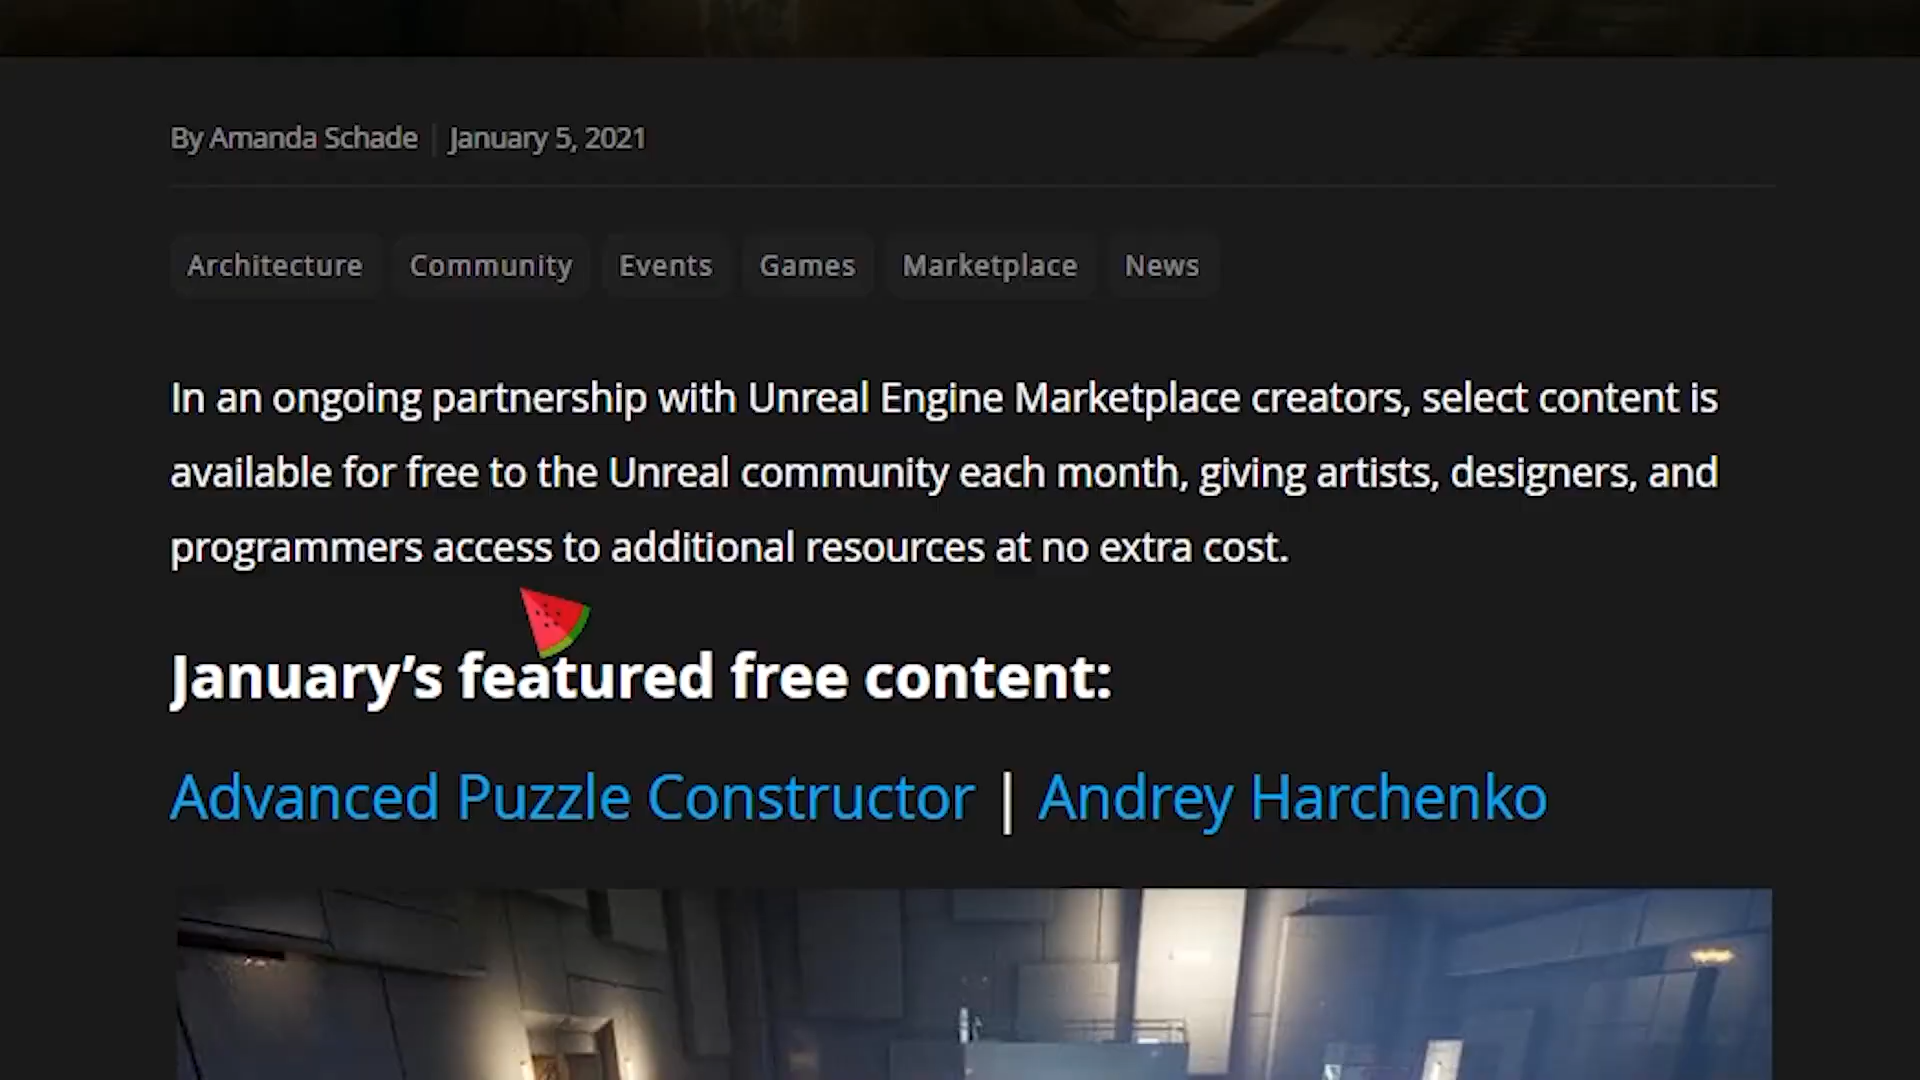 By Amanda Schade | January 5, 2021
Architecture Community Events Games Marketplace News
In an ongoing partnership with Unreal Engine Marketplace creators, select content is
available for free to the Unreal community each month, giving artists, designers, and
programmers access to additional resources at no extra cost.
January’s featured free content:
Advanced Puzzle Constructor | Andrey Harchenko